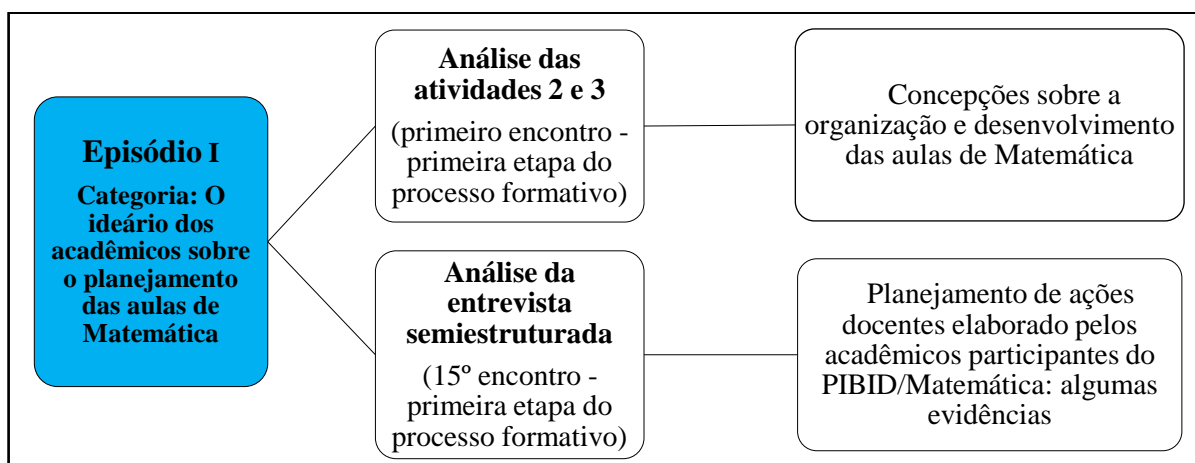 Episódio I
Categoria: O
ideário dos
acadêmicos sobre
o planejamento
das aulas de
Matemática
Análise das
atividades 2 e 3
(primeiro encontro -
primeira etapa do
processo formativo)
Concepções sobre a
organização e desenvolvimento
das aulas de Matemática
Análise da
entrevista
semiestruturada
(15º encontro -
primeira etapa do
processo formativo)
Planejamento de ações
docentes elaborado pelos
acadêmicos participantes do
PIBID/Matemática: algumas
evidências